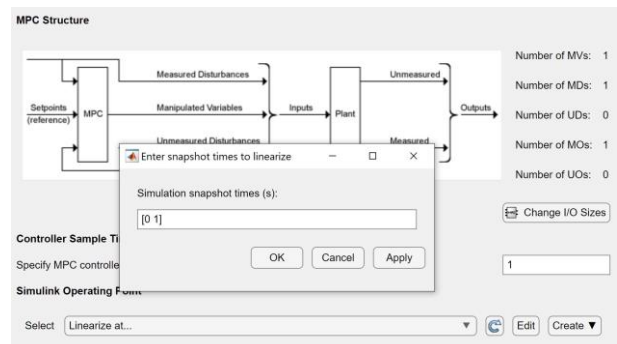 MPC Structure
Number of MVs: 1
Measured Disturbances
Unmeasured
Number of MDs: 1
Setpoints
(reference)
MPC
Manipulated Variables
Inputs
Plant
Outputs
Number of UDs: 0
Unmeasured Disturbances
Measured
Number of MOs: 1
Number of UOs: 0
Enter snapshot times to linearize
Simulation snapshot times (s):
[0 1]
OK Cancel Apply
Change I/O Sizes
Controller Sample Ti
Specify MPC controlle
1
Simulink Operating Point
Select Linearize at... Edit Create